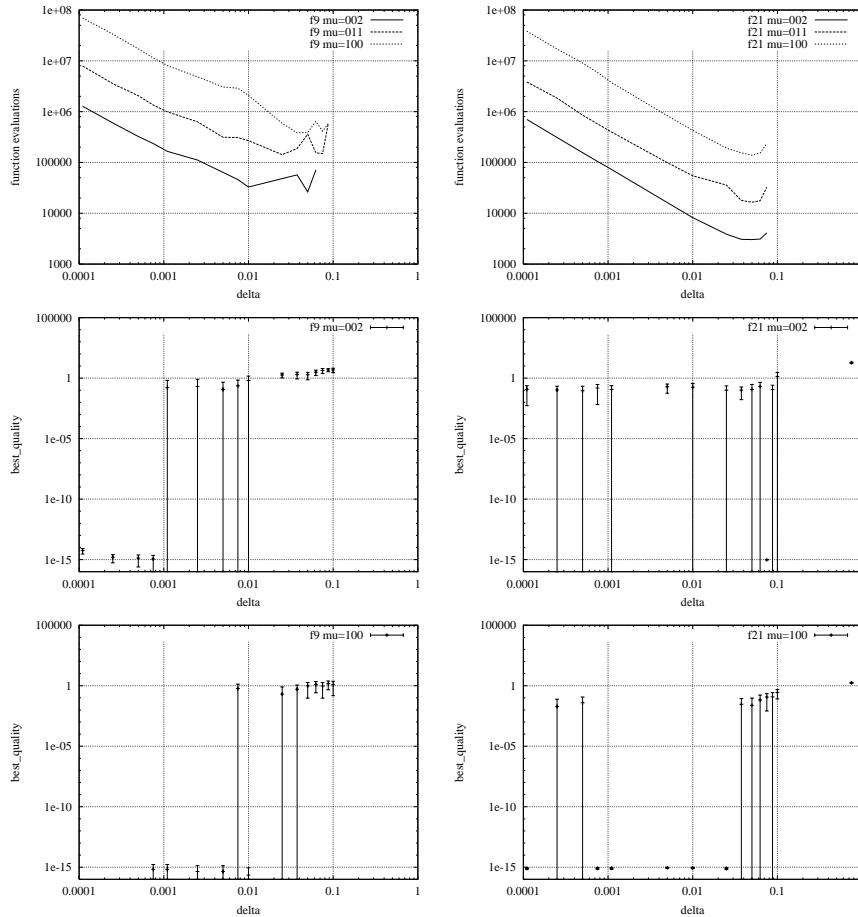 1e+08
1e+07
1e+06
100000
10000
1000
0.0001
0.001
0.01
0.1
1
function evaluations
delta
f9 mu=002
f9 mu=011
f9 mu=100
1e+08
1e+07
1e+06
100000
10000
1000
0.0001
0.001
0.01
0.1
function evaluations
delta
f21 mu=002
f21 mu=011
f21 mu=100
100000
1
1e-05
1e-10
1e-15
0.0001
0.001
0.01
0.1
1
best_quality
delta
f9 mu=002
100000
1
1e-05
1e-10
1e-15
0.0001
0.001
0.01
0.1
best_quality
delta
f21 mu=002
100000
1
1e-05
1e-10
1e-15
0.0001
0.001
0.01
0.1
1
best_quality
delta
f9 mu=100
100000
1
1e-05
1e-10
1e-15
0.0001
0.001
0.01
0.1
best_quality
delta
f21 mu=100